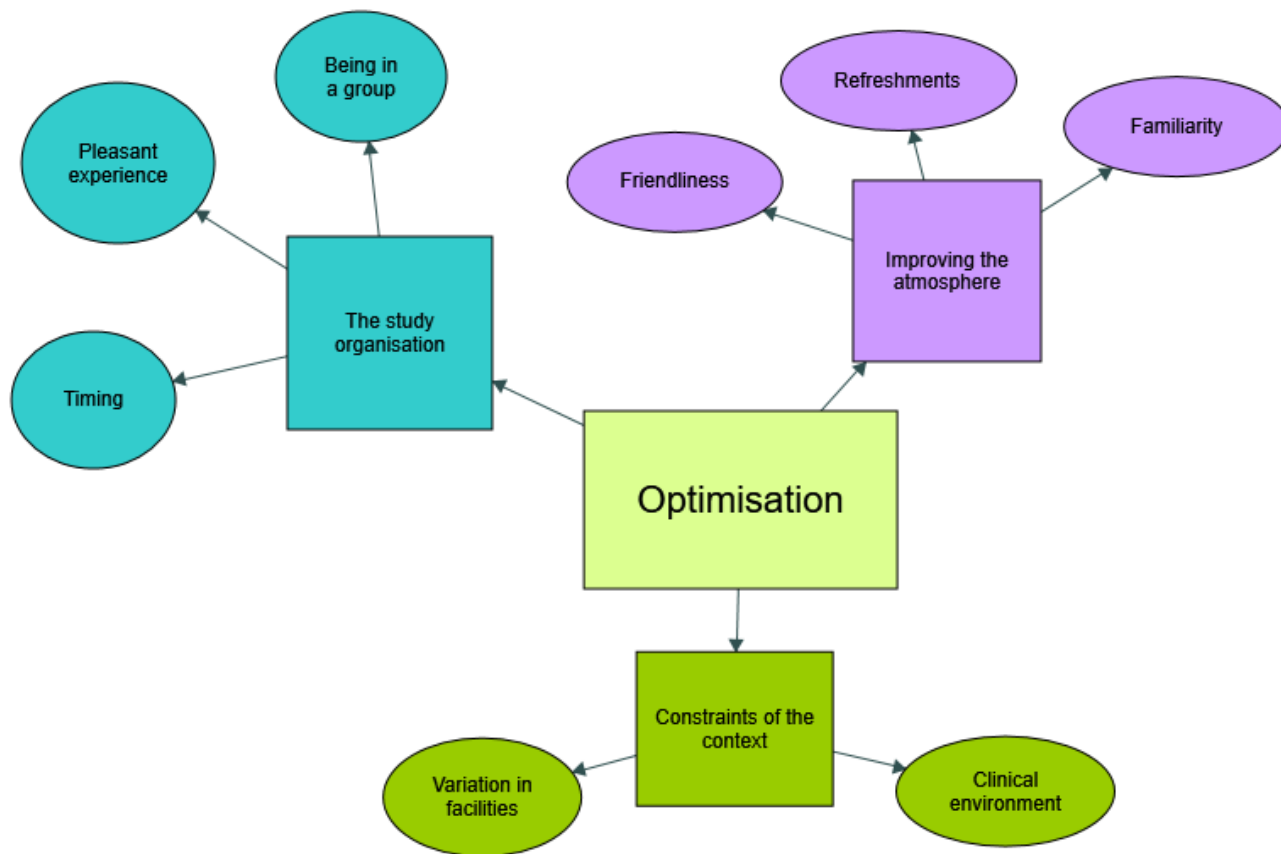 Being in
a group
Pleasant
experience
Timing
The study
organisation
Refreshments
Familiarity
Friendliness
Improving the
atmosphere
Optimisation
Constraints of the
context
Variation in
facilities
Clinical
environment